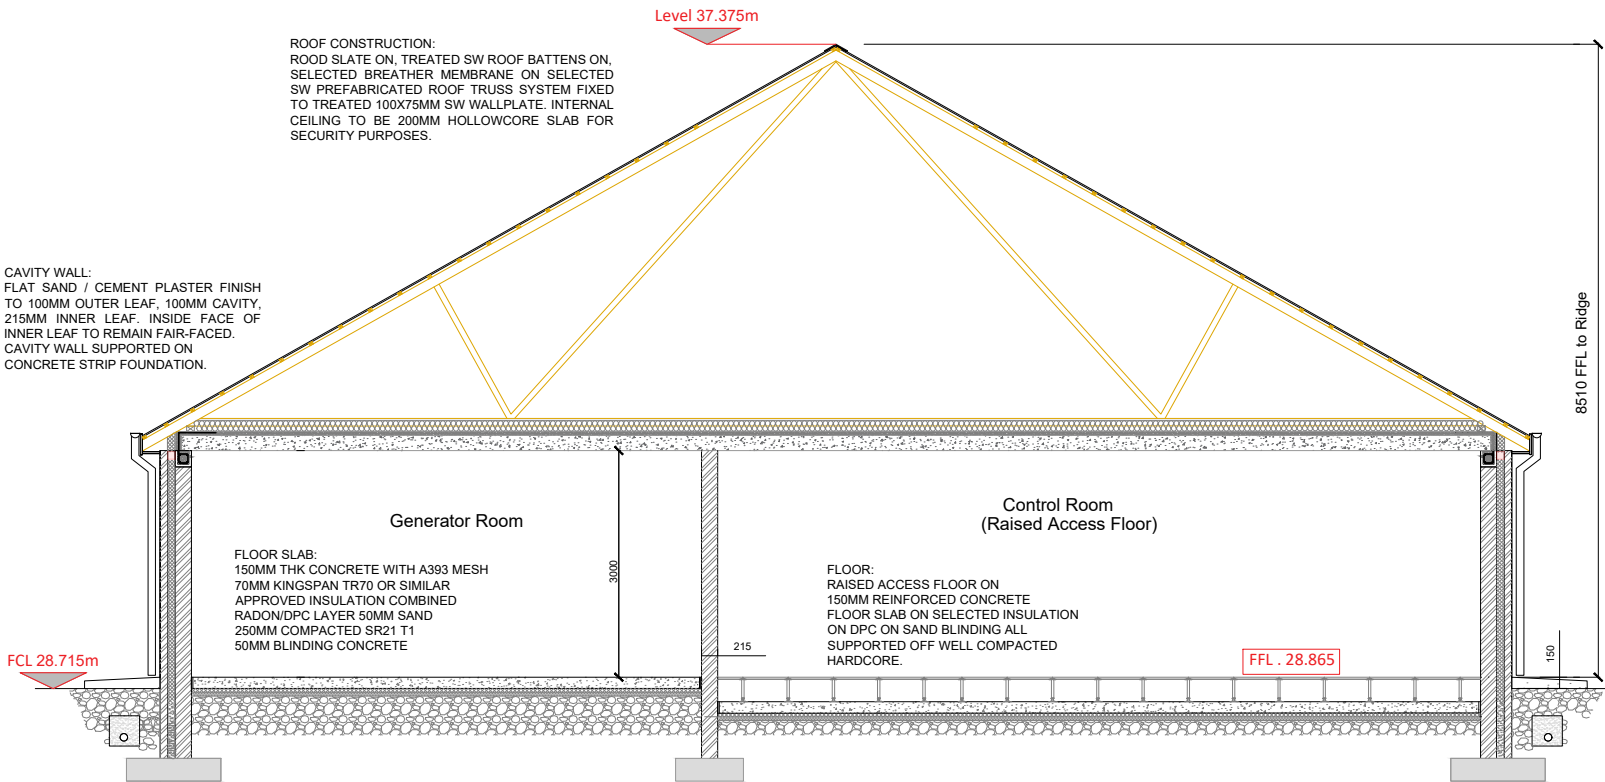 Level 37.375m
ROOF CONSTRUCTION:
ROOD SLATE ON, TREATED SW ROOF BATTENS ON,
SELECTED BREATHER MEMBRANE ON SELECTED
SW PREFABRICATED ROOF TRUSS SYSTEM FIXED
TO TREATED 100X75MM SW WALLPLATE. INTERNAL
CEILING TO BE 200MM HOLLOWCORE SLAB FOR
SECURITY PURPOSES.
CAVITY WALL:
FLAT SAND / CEMENT PLASTER FINISH
TO 100MM OUTER LEAF, 100MM CAVITY,
215MM INNER LEAF. INSIDE FACE OF
INNER LEAF TO REMAIN FAIR-FACED.
CAVITY WALL SUPPORTED ON
CONCRETE STRIP FOUNDATION.
8510 FFL to Ridge
Generator Room
Control Room
(Raised Access Floor)
FLOOR SLAB:
150MM THK CONCRETE WITH A393 MESH
70MM KINGSPAN TR70 OR SIMILAR
APPROVED INSULATION COMBINED
RADON/DPC LAYER 50MM SAND
250MM COMPACTED SR21 T1
50MM BLINDING CONCRETE
3000
FLOOR:
RAISED ACCESS FLOOR ON
150MM REINFORCED CONCRETE
FLOOR SLAB ON SELECTED INSULATION
ON DPC ON SAND BLINDING ALL
SUPPORTED OFF WELL COMPACTED
HARDCORE.
215
150
FCL 28.715m
FFL . 28.865